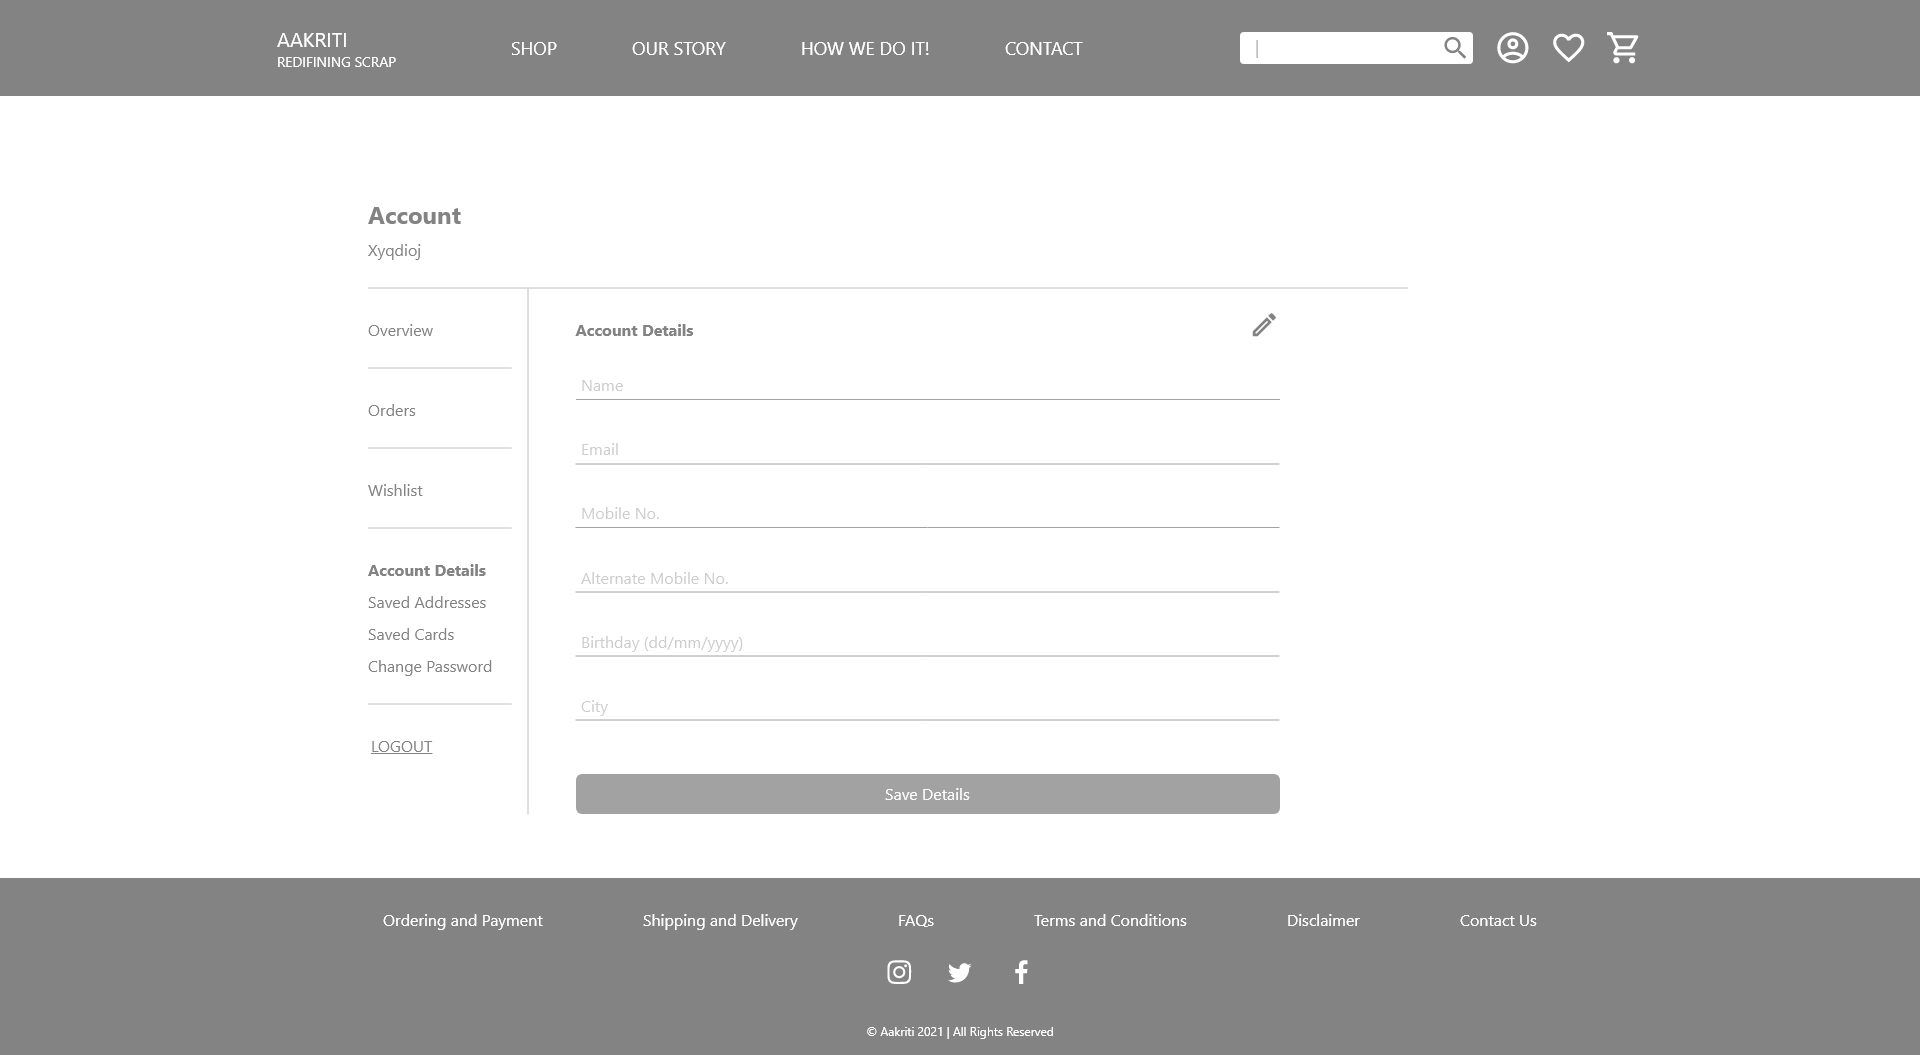 AAKRITI
REDIFINING SCRAP
SHOP
OUR STORY
HOW WE DO IT!
CONTACT
Account
Xyqdioj
Overview
Orders
Wishlist
Account Details
Saved Addresses
Saved Cards
Change Password
LOGOUT
Account Details
Name
Email
Mobile No.
Alternate Mobile No.
Birthday (dd/mm/yyyy)
City
Save Details
Ordering and Payment
Shipping and Delivery
FAQs
Terms and Conditions
Disclaimer
Contact Us
© Aakriti 2021 | All Rights Reserved